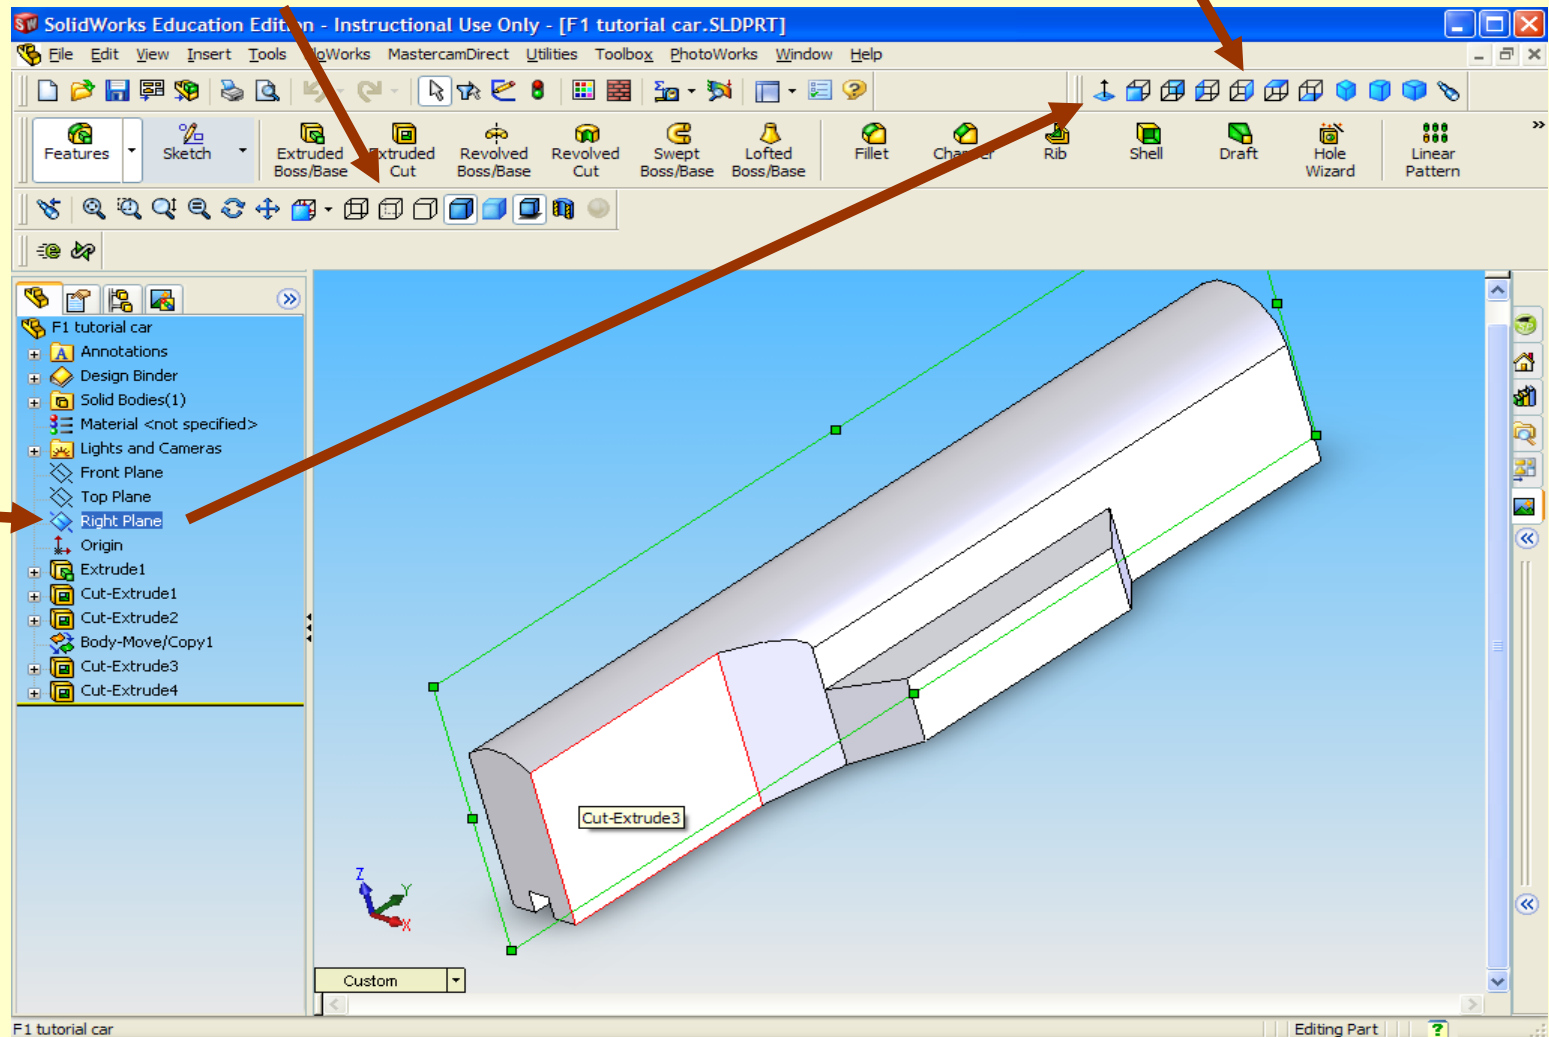 SolidWorks Education Edition - Instructional Use Only - [F1 tutorial car.SLDPRT]
File Edit View Insert Tools oWorks MastercamDirect Utilities Toolbox PhotoWorks Window Help
Features Sketch Extruded Boss/Base Extruded Cut Revolved Boss/Base Revolved Cut Swept Boss/Base Lofted Boss/Base Fillet Chamfer Rib Shell Draft Hole Wizard Linear Pattern
F1 tutorial car
Annotations
Design Binder
Solid Bodies(1)
Material <not specified>
Lights and Cameras
Front Plane
Top Plane
Right Plane
Origin
Extrude1
Cut-Extrude1
Cut-Extrude2
Body-Move/Copy1
Cut-Extrude3
Cut-Extrude4
Cut-Extrude3
Z
Y
X
Custom
F1 tutorial car
Editing Part